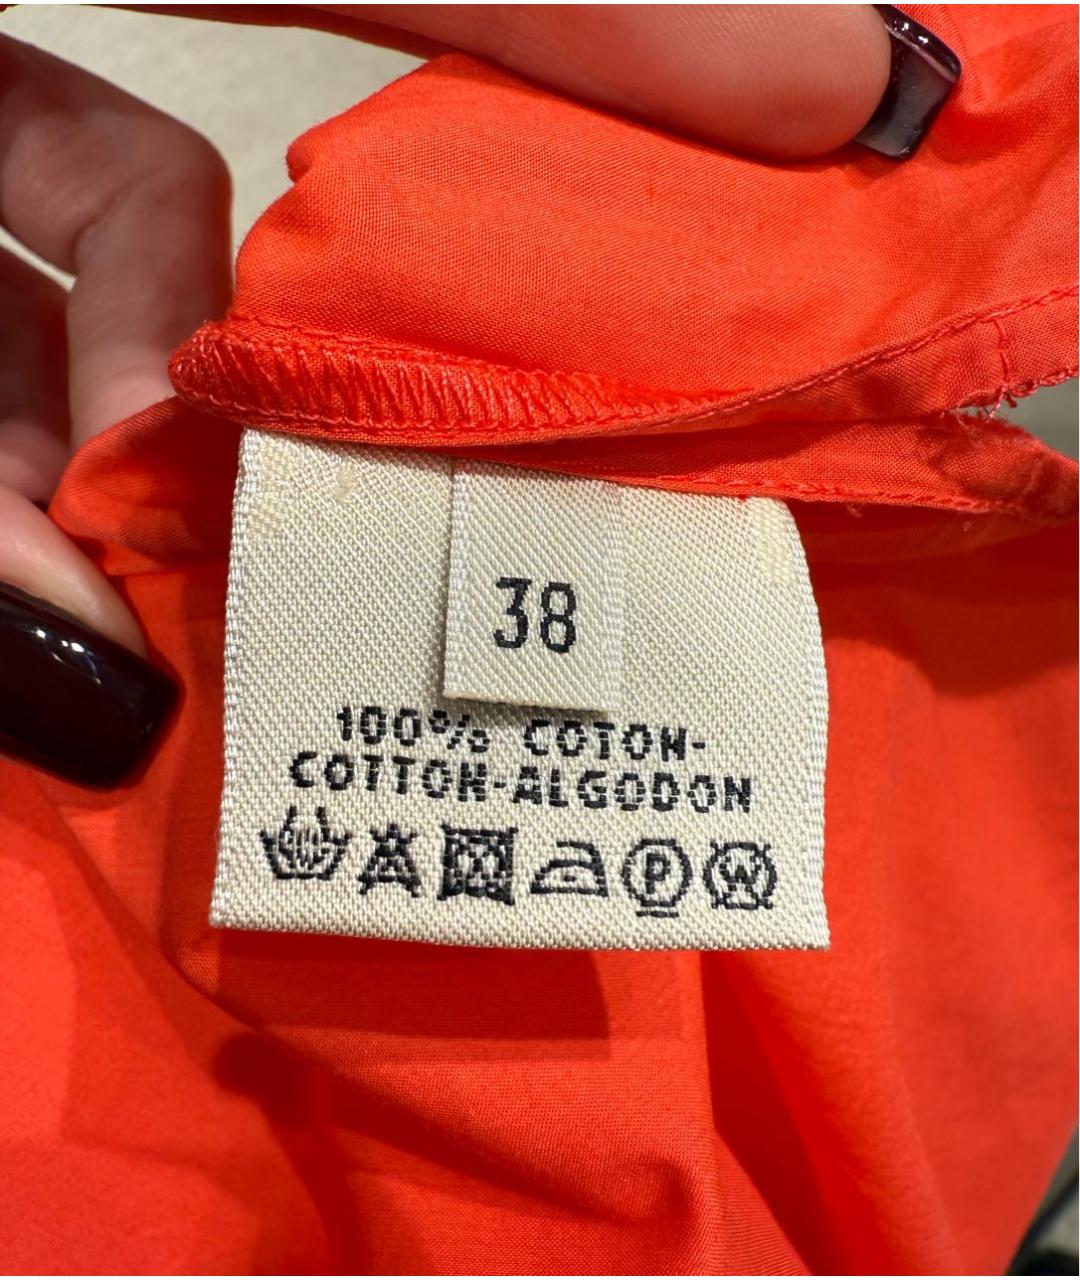 38
100% COTON-
COTTON-ALGODON
P W